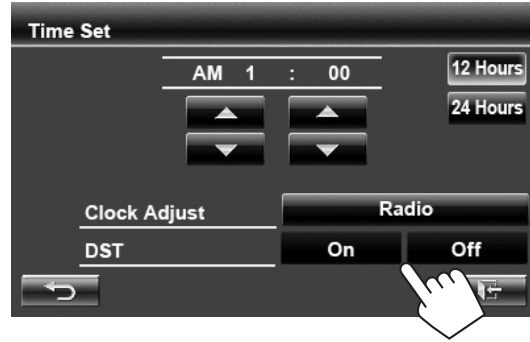 Time Set
AM 1 : 00
12 Hours
24 Hours
Clock Adjust Radio
DST On Off